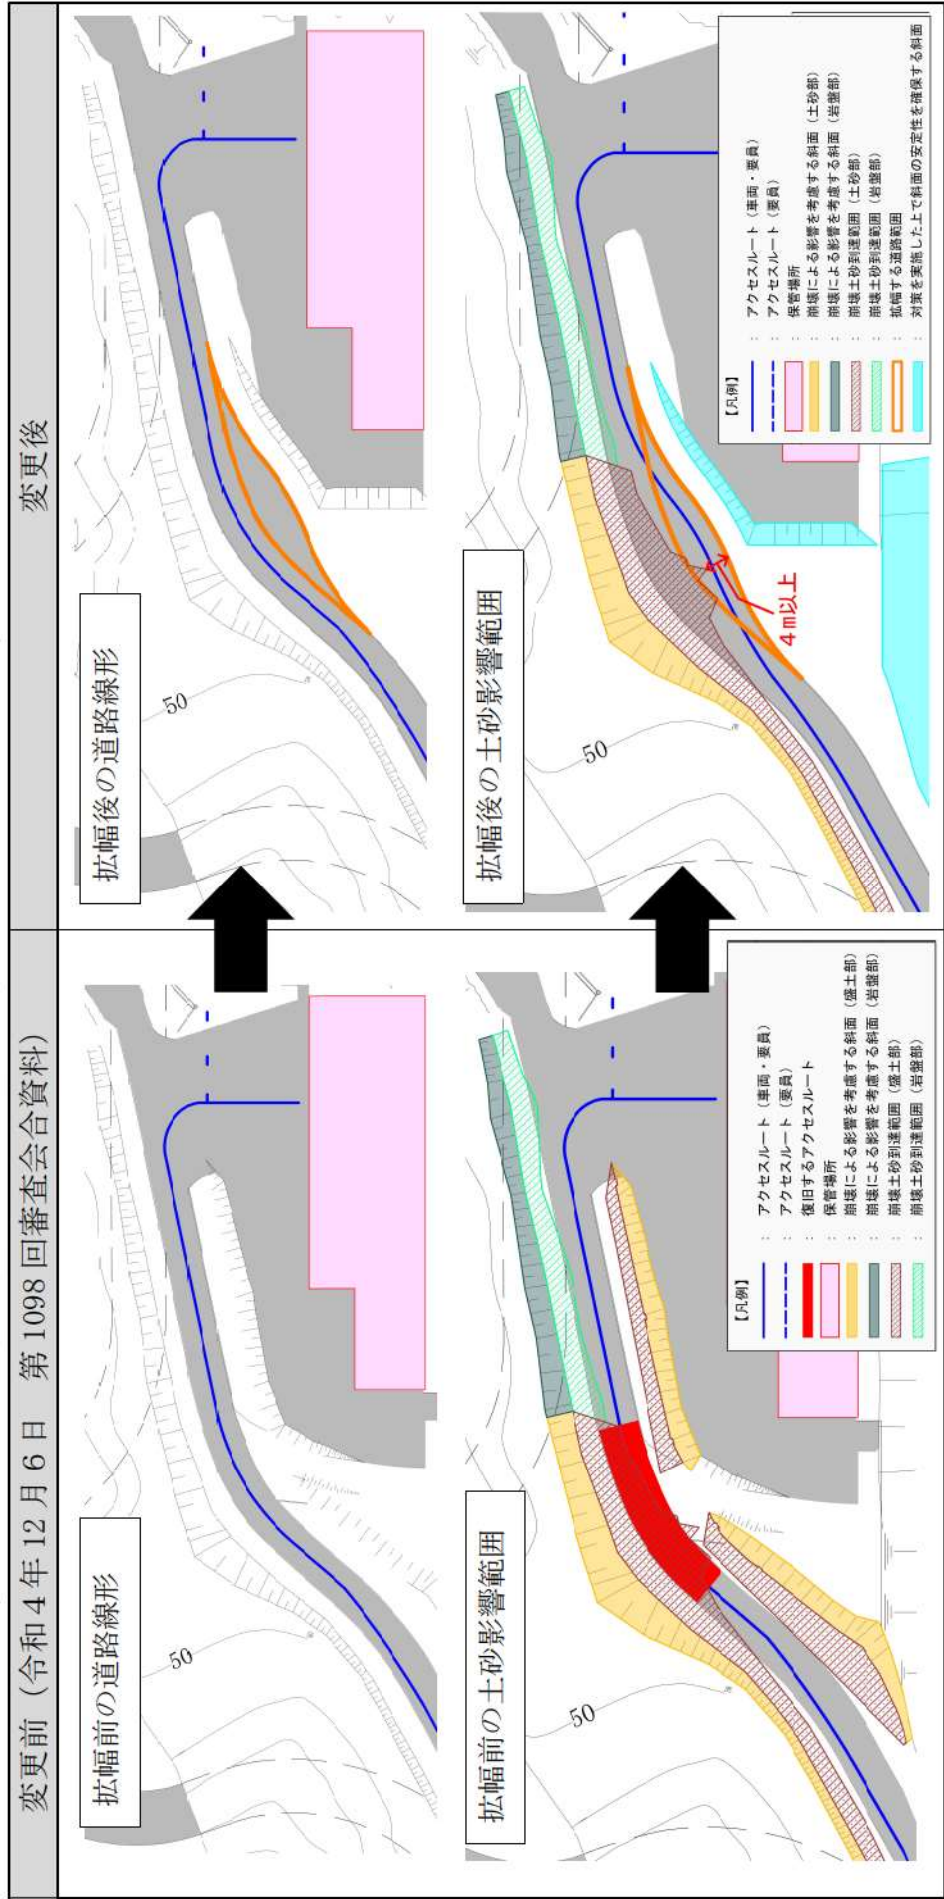 変更前（令和４年 12 月 6 日　第 1098 回審査会合資料）
拡幅前の道路線形
50
拡幅前の土砂影響範囲
50
【凡例】
： アクセスルート（車両・要員）
： アクセスルート（要員）
： 復旧するアクセスルート
： 保管場所
： 崩壊による影響を考慮する斜面（盛土部）
： 崩壊による影響を考慮する斜面（岩盤部）
： 崩壊土砂到達範囲（盛土部）
： 崩壊土砂到達範囲（岩盤部）
変更後
拡幅後の道路線形
50
拡幅後の土砂影響範囲
50
４ｍ以上
【凡例】
： アクセスルート（車両・要員）
： アクセスルート（要員）
： 保管場所
： 崩壊による影響を考慮する斜面（土砂部）
： 崩壊による影響を考慮する斜面（岩盤部）
： 崩壊土砂到達範囲（土砂部）
： 崩壊土砂到達範囲（岩盤部）
： 拡幅する道路範囲
： 対策を実施した上で斜面の安定性を確保する斜面